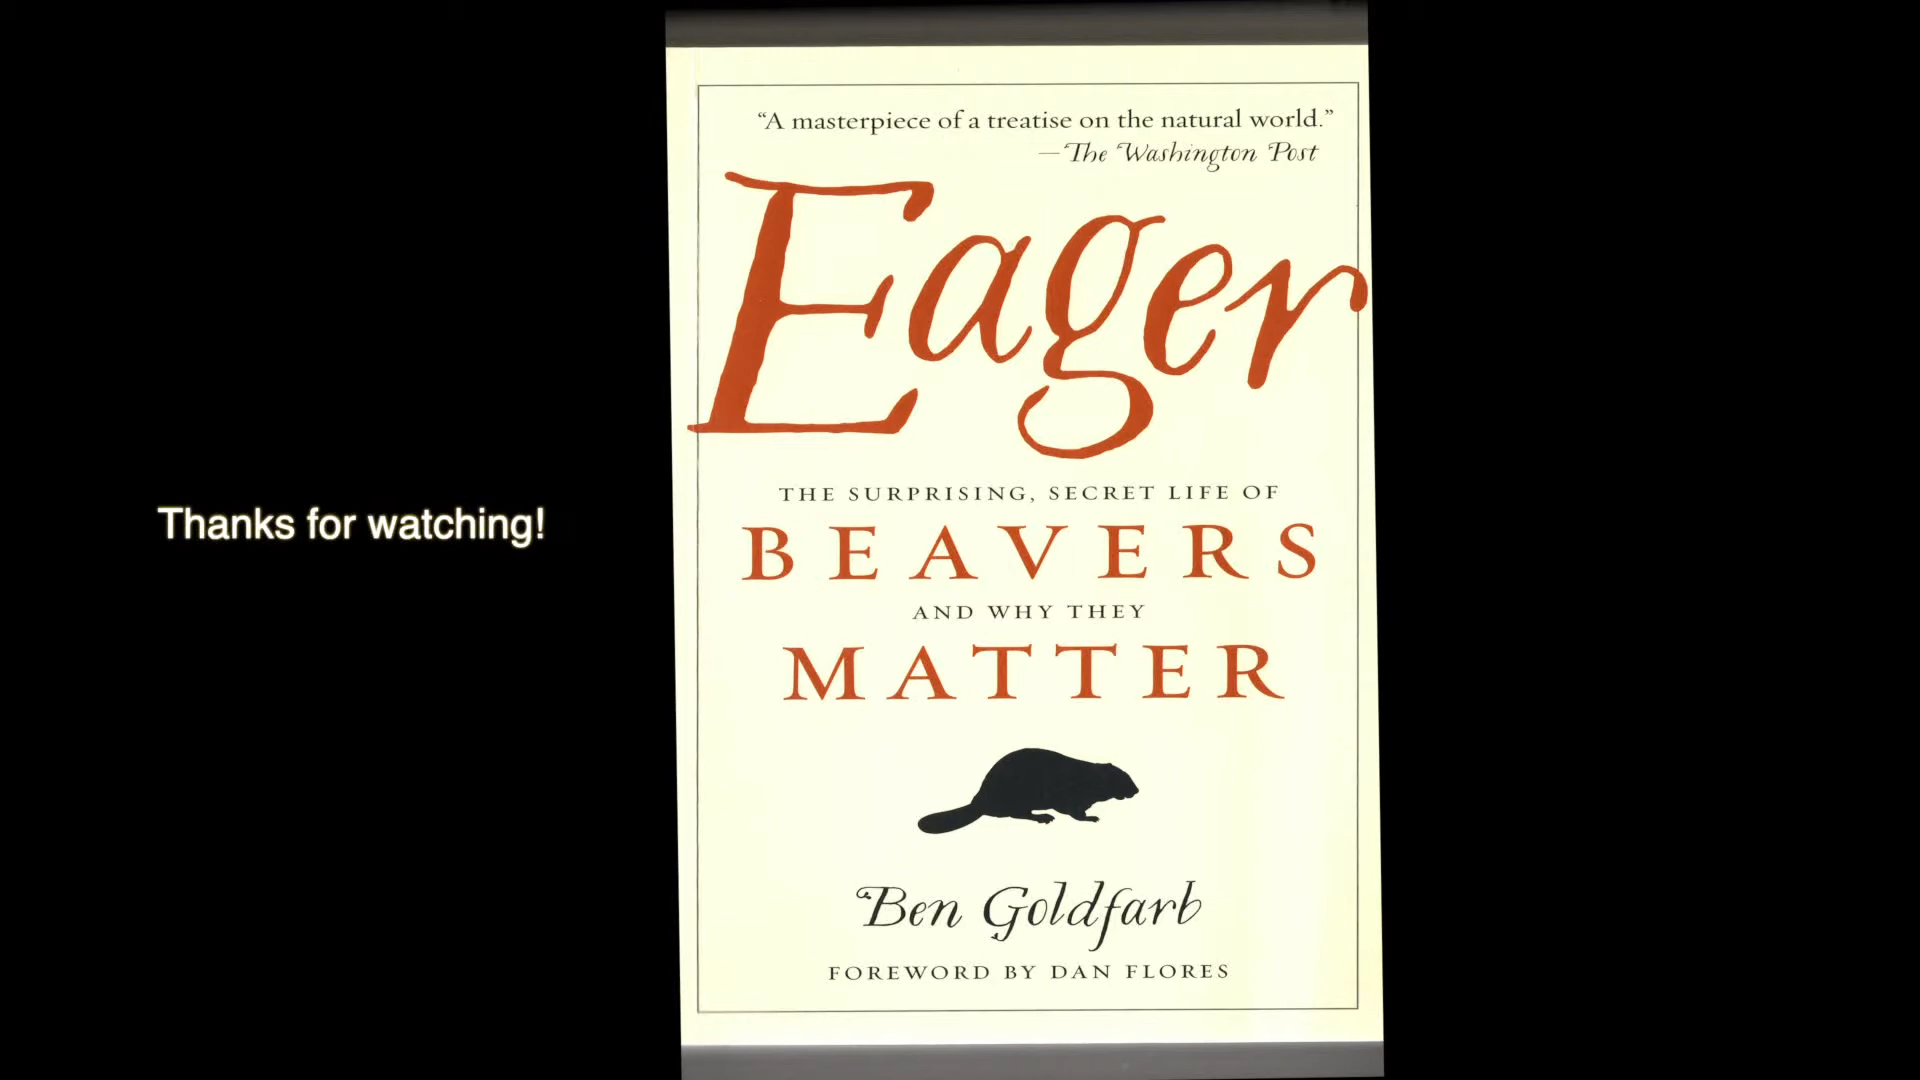 Thanks for watching!
“A masterpiece of a treatise on the natural world.”
—The Washington Post
Eager
THE SURPRISING, SECRET LIFE OF
BEAVERS
AND WHY THEY
MATTER
Ben Goldfarb
FOREWORD BY DAN FLORES